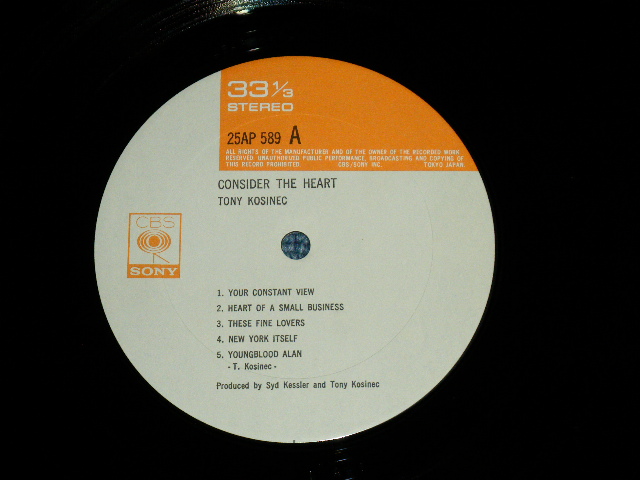 33 1/3
STEREO
25AP 589 A
ALL RIGHTS OF THE MANUFACTURER AND OF THE OWNER OF THE RECORDED WORK
RESERVED. UNAUTHORIZED PUBLIC PERFORMANCE, BROADCASTING AND COPYING OF
THIS RECORD PROHIBITED. CBS/SONY INC. TOKYO JAPAN.
CONSIDER THE HEART
TONY KOSINEC
CBS
SONY
1. YOUR CONSTANT VIEW
2. HEART OF A SMALL BUSINESS
3. THESE FINE LOVERS
4. NEW YORK ITSELF
5. YOUNGBLOOD ALAN
- T. Kosinec -
Produced by Syd Kessler and Tony Kosinec